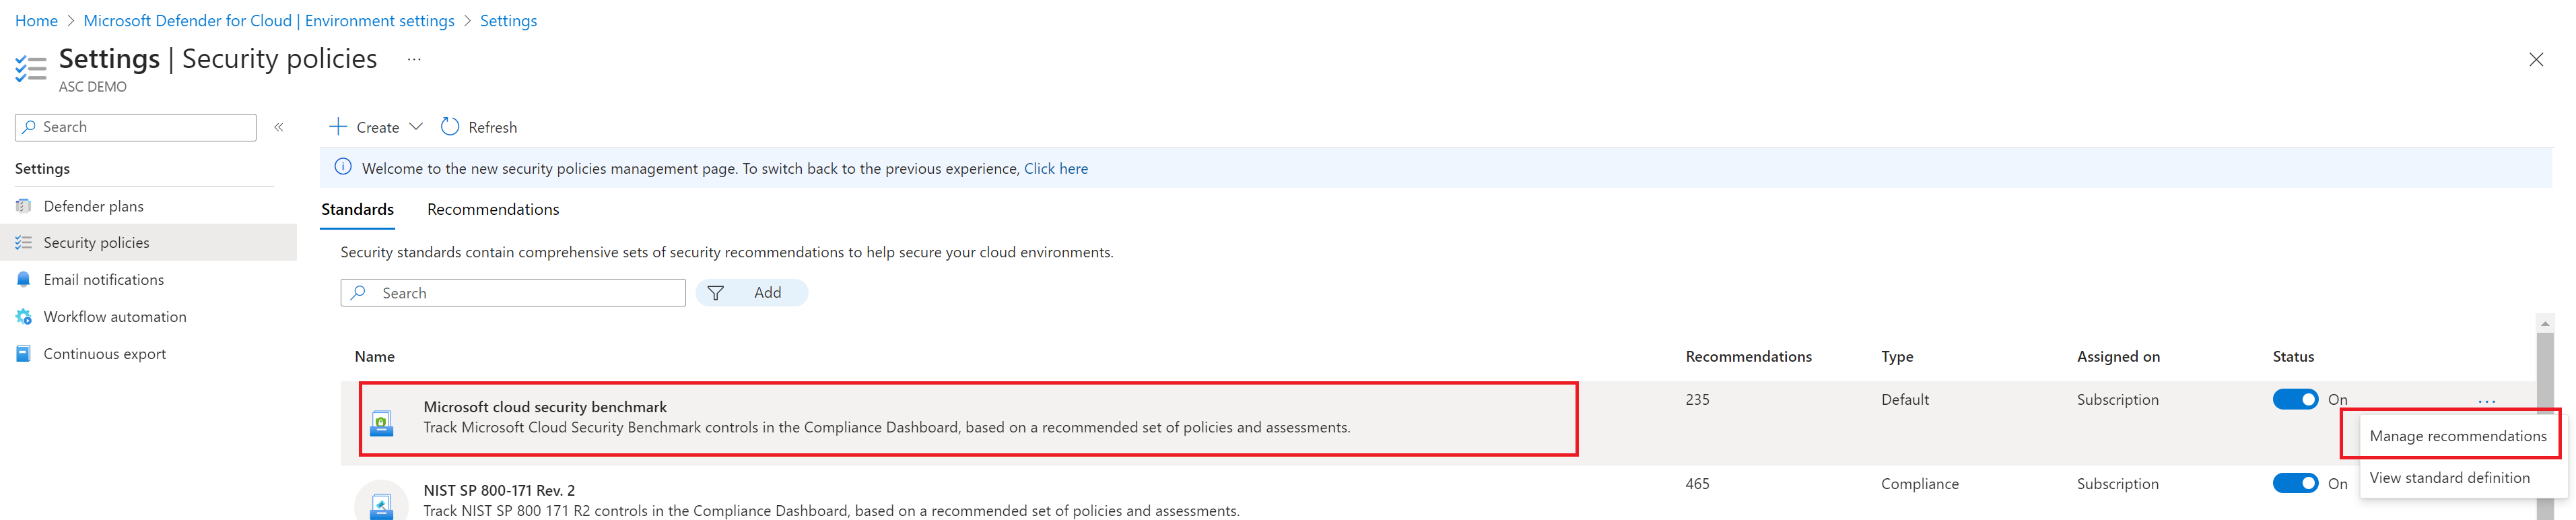 Home > Microsoft Defender for Cloud | Environment settings > Settings
Settings | Security policies ...
ASC DEMO
Search «
Create Refresh
Settings
Welcome to the new security policies management page. To switch back to the previous experience, Click here
Defender plans
Security policies
Email notifications
Workflow automation
Continuous export
Standards Recommendations
Security standards contain comprehensive sets of security recommendations to help secure your cloud environments.
Search Add
Name Recommendations Type Assigned on Status
Microsoft cloud security benchmark 235 Default Subscription On ...
Track Microsoft Cloud Security Benchmark controls in the Compliance Dashboard, based on a recommended set of policies and assessments.
Manage recommendations
View standard definition
NIST SP 800-171 Rev. 2 465 Compliance Subscription On
Track NIST SP 800 171 R2 controls in the Compliance Dashboard, based on a recommended set of policies and assessments.